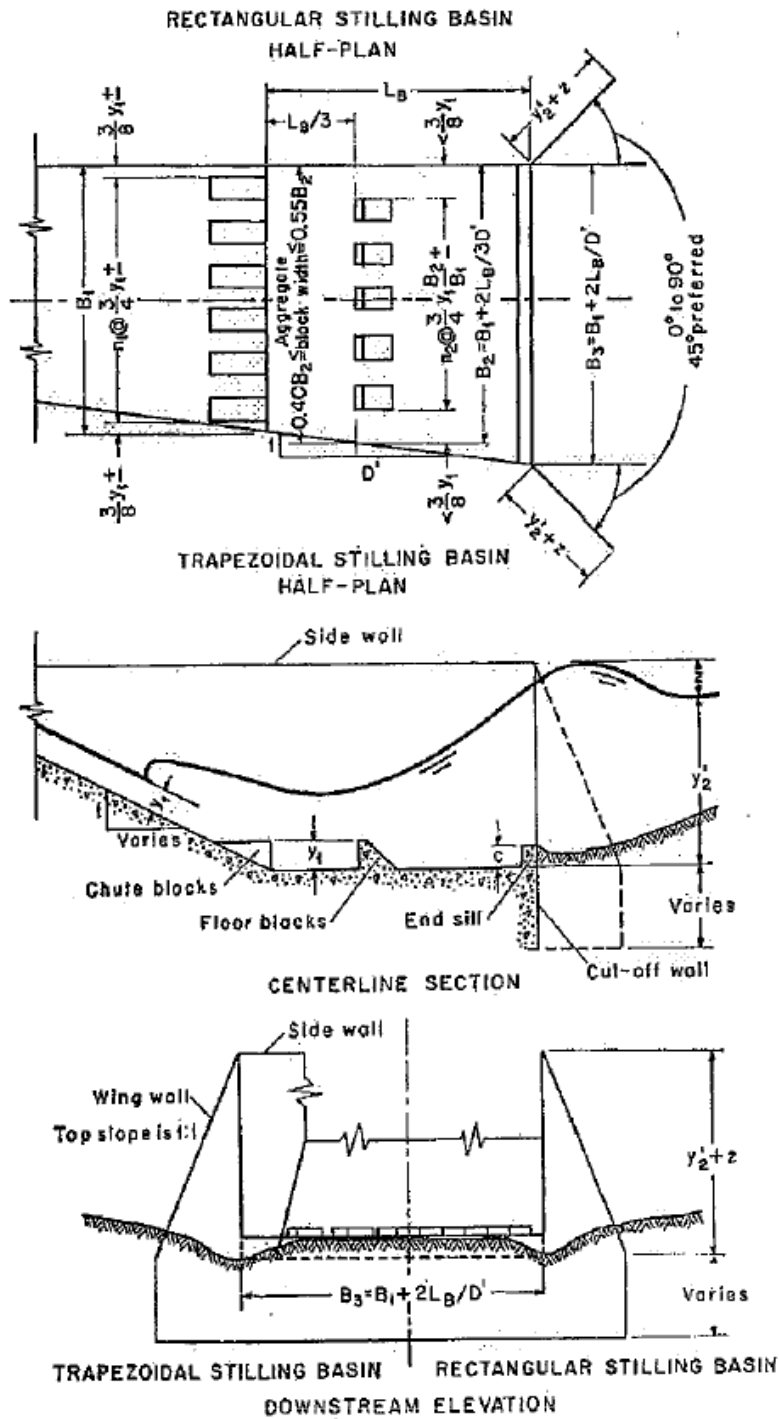 RECTANGULAR STILLING BASIN
HALF-PLAN
L_B
L_B/3
3/8 y₁ ±
< 3/8 y₁
y₂' + z
B₁
n₁ @ 3/4 y₁ ±
Aggregate
0.40B₂ ≤ block width ≤ 0.55B₂
n₂ @ 3/4 y₁ B₂/B₁ ±
B₂ = B₁ + 2L_B/3D'
B₃ = B₁ + 2L_B/D'
0° to 90°
45° preferred
3/8 y₁ ±
1
D'
< 3/8 y₁
y₂' + z
TRAPEZOIDAL STILLING BASIN
HALF-PLAN
Side wall
y₁
1
Varies
y₁
c
y₂'
Chute blocks
Floor blocks
End sill
Varies
Cut-off wall
CENTERLINE SECTION
Side wall
Wing wall
Top slope is 1:1
y₂' + z
B₃ = B₁ + 2L_B/D'
Varies
TRAPEZOIDAL STILLING BASIN
RECTANGULAR STILLING BASIN
DOWNSTREAM ELEVATION